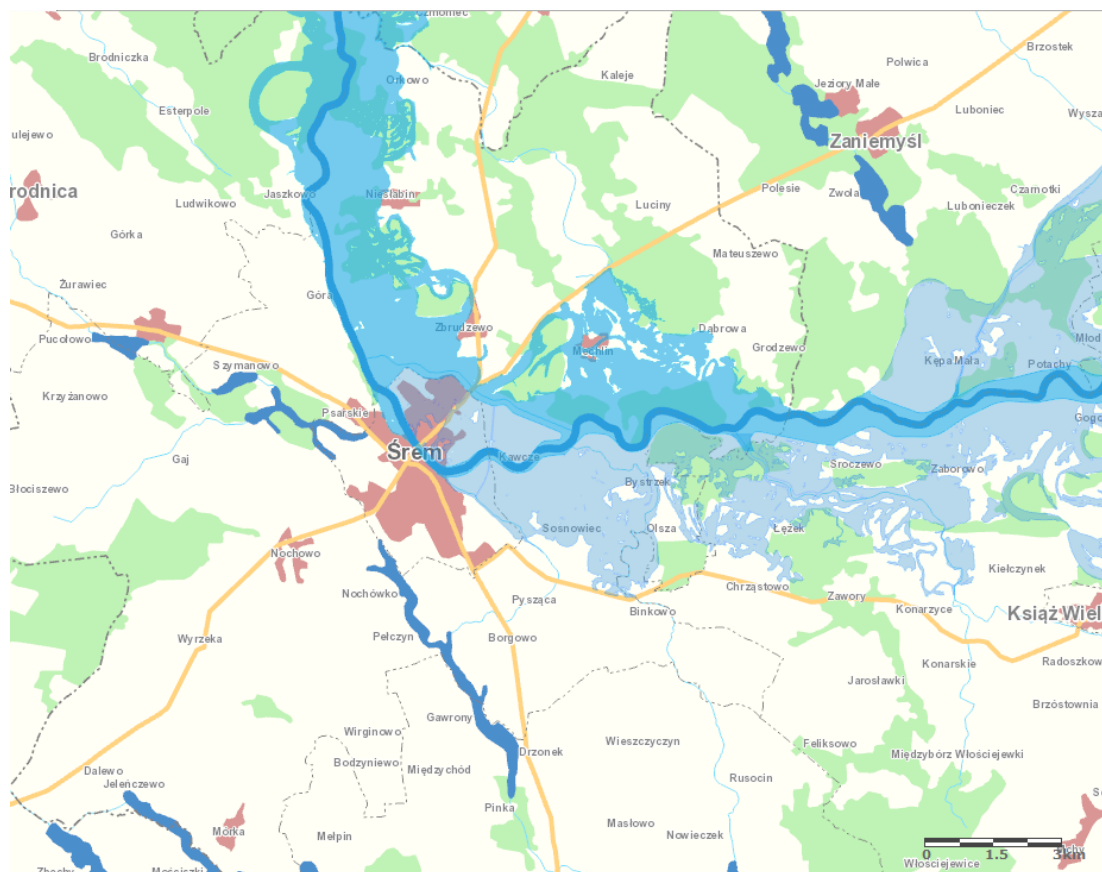 Czmoniec
Brodniczka
Brzostek
Polwica
Orkowo
Kaleje
Jeziory Małe
Esterpole
Luboniec
Zaniemyśl
rodnica
Jaszkowo
Niesłabin
Polesie
Zwola
Czarnotki
Ludwikowo
Luciny
Lubonieczek
Górka
Mateuszewo
Żurawiec
Góra
Zbrudzewo
Dąbrowa
Pucołowo
Mechlin
Grodzewo
Szymanowo
Kępa Mała
Potachy
Krzyżanowo
Psarskie
Śrem
Gaj
Kawcze
Sroczewo
Zaborowo
Błociszewo
Bystrzek
Sosnowiec
Olsza
Łężek
Nochowo
Kiełczynek
Nochówko
Pysząca
Chrząstowo
Zawory
Binkowo
Konarzyce
Książ Wiel
Wyrzeka
Pełczyn
Borgowo
Konarskie
Radoszkow
Jarosławki
Brzóstownia
Gawrony
Wirginowo
Wieszczyczyn
Feliksowo
Drzonek
Międzybórz Włościejewki
Bodzyniewo
Międzychód
Dalewo
Jeleńczewo
Rusocin
Pinka
Mórka
Mełpin
Masłowo
Nowieczek
0 1.5 3km
Włościejewice
Mościszki